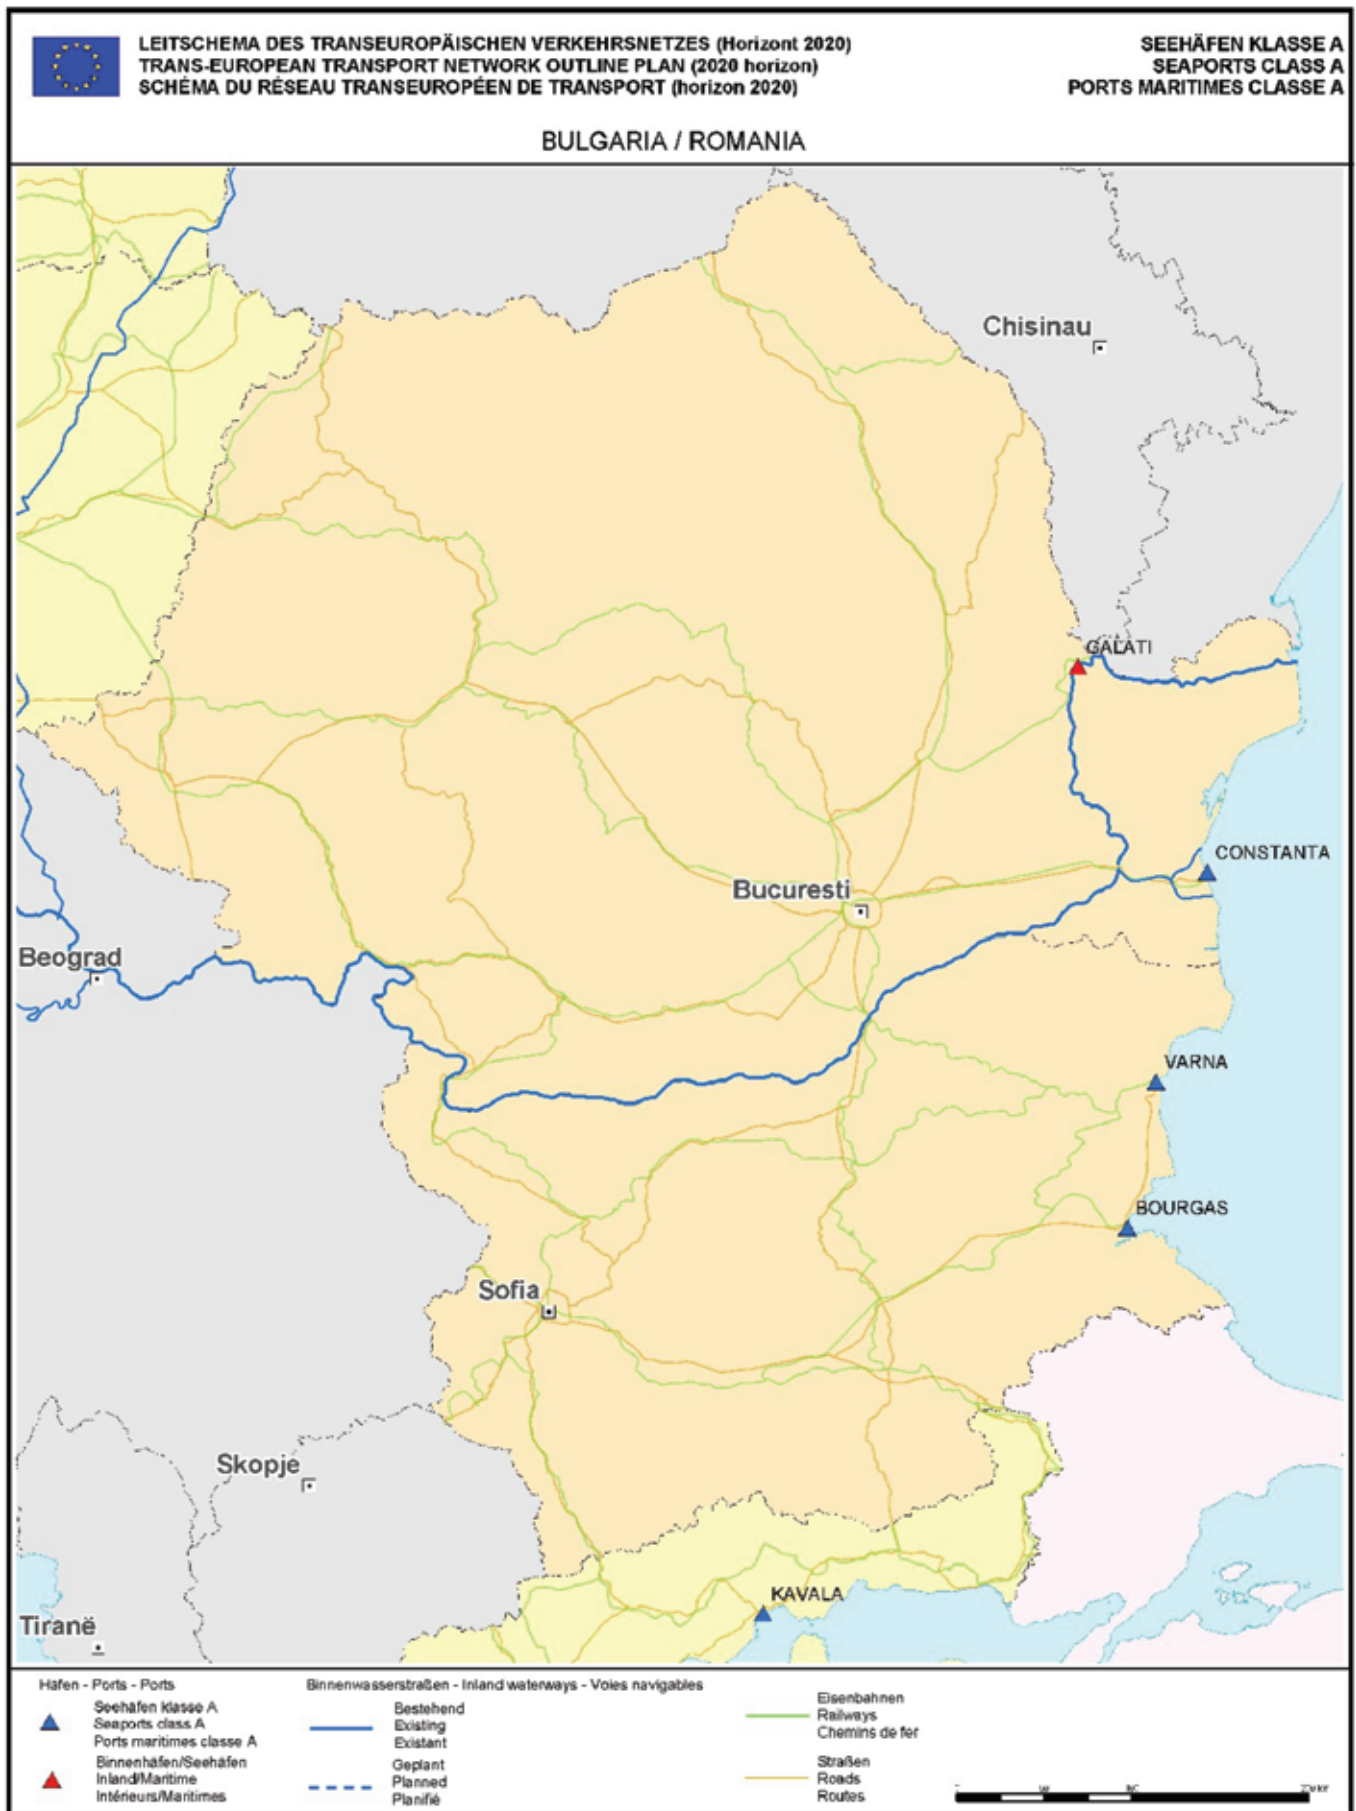 LEITSCHEMA DES TRANSEUROPÄISCHEN VERKEHRSNETZES (Horizont 2020)
TRANS-EUROPEAN TRANSPORT NETWORK OUTLINE PLAN (2020 horizon)
SCHÉMA DU RÉSEAU TRANSEUROPÉEN DE TRANSPORT (horizon 2020)
SEEHÄFEN KLASSE A
SEAPORTS CLASS A
PORTS MARITIMES CLASSE A
BULGARIA / ROMANIA
Chisinau
GALATI
CONSTANTA
Bucuresti
Beograd
VARNA
BOURGAS
Sofia
Skopje
KAVALA
Tiranë
Häfen - Ports - Ports
Seehäfen klasse A
Seaports class A
Ports maritimes classe A
Binnenhäfen/Seehäfen
Inland/Maritime
Intérieurs/Maritimes
Binnenwasserstraßen - Inland waterways - Voies navigables
Bestehend
Existing
Existant
Geplant
Planned
Planifié
Eisenbahnen
Railways
Chemins de fer
Straßen
Roads
Routes